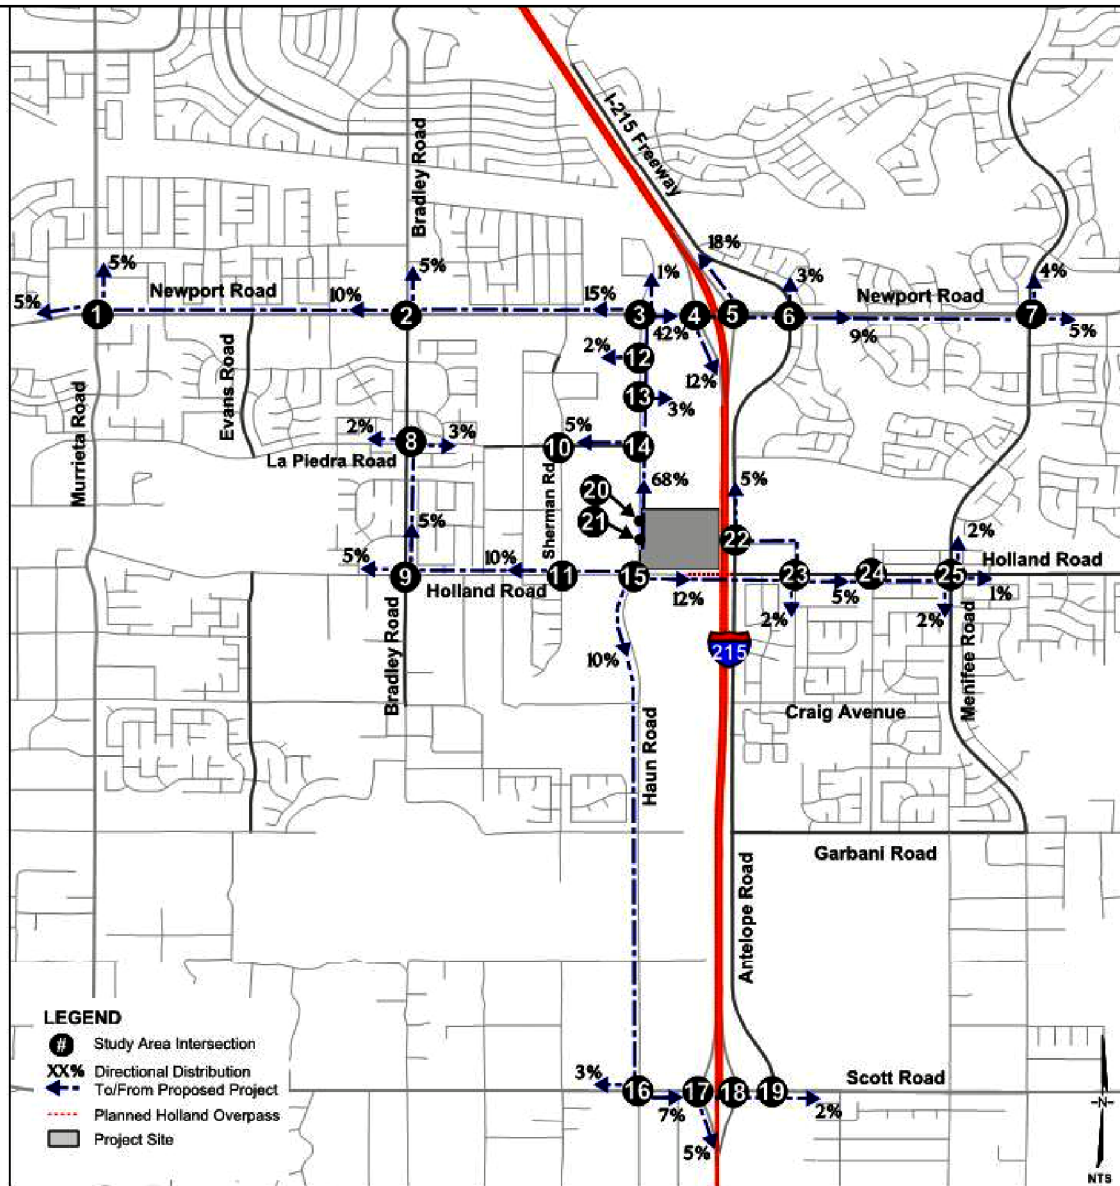 Bradley Road
I-215 Freeway
18%
5%
5%
1%
3%
4%
Newport Road
Newport Road
5%
10%
15%
1
2
3
4
5
6
7
42%
9%
5%
2%
12
12%
Evans Road
13
3%
Murrieta Road
2%
8
3%
5%
10
14
La Piedra Road
68%
5%
20
Sherman Rd
21
5%
22
2%
5%
10%
Holland Road
9
11
15
23
24
25
Holland Road
12%
5%
1%
2%
2%
Bradley Road
10%
215
Menifee Road
Craig Avenue
Haun Road
Garbani Road
Antelope Road
LEGEND
# Study Area Intersection
XX% Directional Distribution
To/From Proposed Project
Planned Holland Overpass
Project Site
3%
16
17
18
19
Scott Road
7%
2%
5%
N
NTS